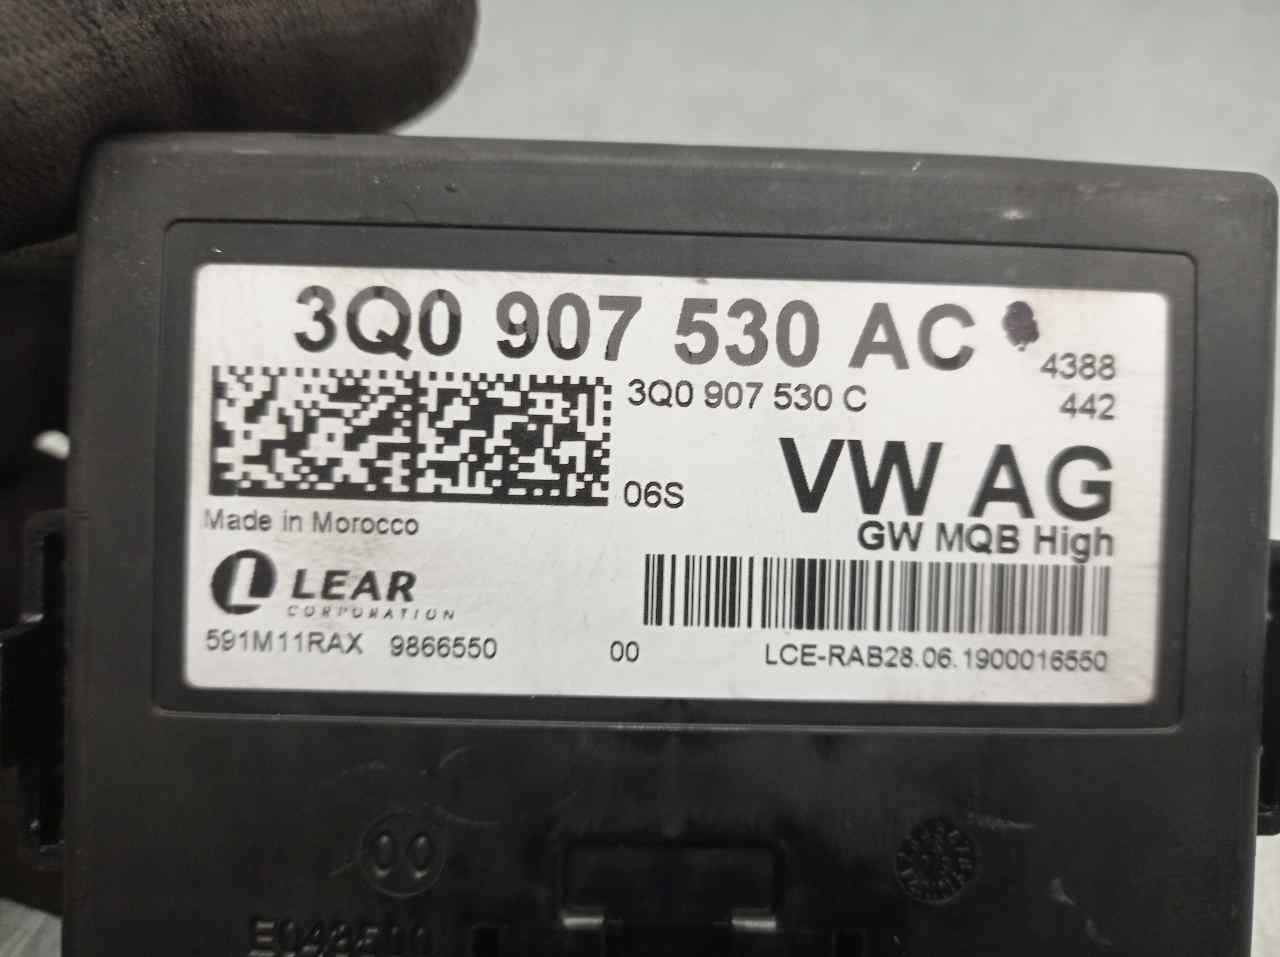 3Q0 907 530 AC
4388
3Q0 907 530 C
442
VW AG
06S
GW MQB High
Made in Morocco
LEAR
CORPORATION
591M11RAX 9866550 00 LCE-RAB28.06.1900016550
00